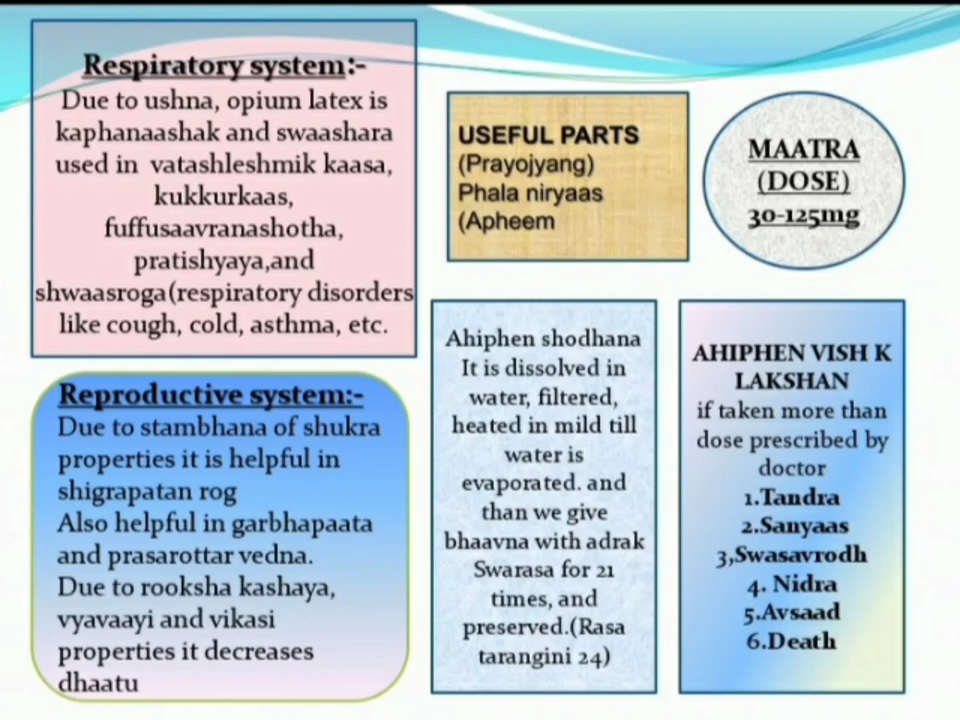 Respiratory system:-
Due to ushna, opium latex is
kaphanaashak and swaashara
used in vatashleshmik kaasa,
kukkurkaas,
fuffusaavranashotha,
pratishyaya,and
shwaasroga(respiratory disorders
like cough, cold, asthma, etc.
Reproductive system:-
Due to stambhana of shukra
properties it is helpful in
shigrapatan rog
Also helpful in garbhapaata
and prasarottar vedna.
Due to rooksha kashaya,
vyavaayi and vikasi
properties it decreases
dhaatu
USEFUL PARTS
(Prayojyang)
Phala niryaas
(Apheem
MAATRA
(DOSE)
30-125mg
Ahiphen shodhana
It is dissolved in
water, filtered,
heated in mild till
water is
evaporated. and
than we give
bhaavna with adrak
Swarasa for 21
times, and
preserved.(Rasa
tarangini 24)
AHIPHEN VISH K
LAKSHAN
if taken more than
dose prescribed by
doctor
1.Tandra
2.Sanyaas
3,Swasavrodh
4. Nidra
5.Avsaad
6.Death